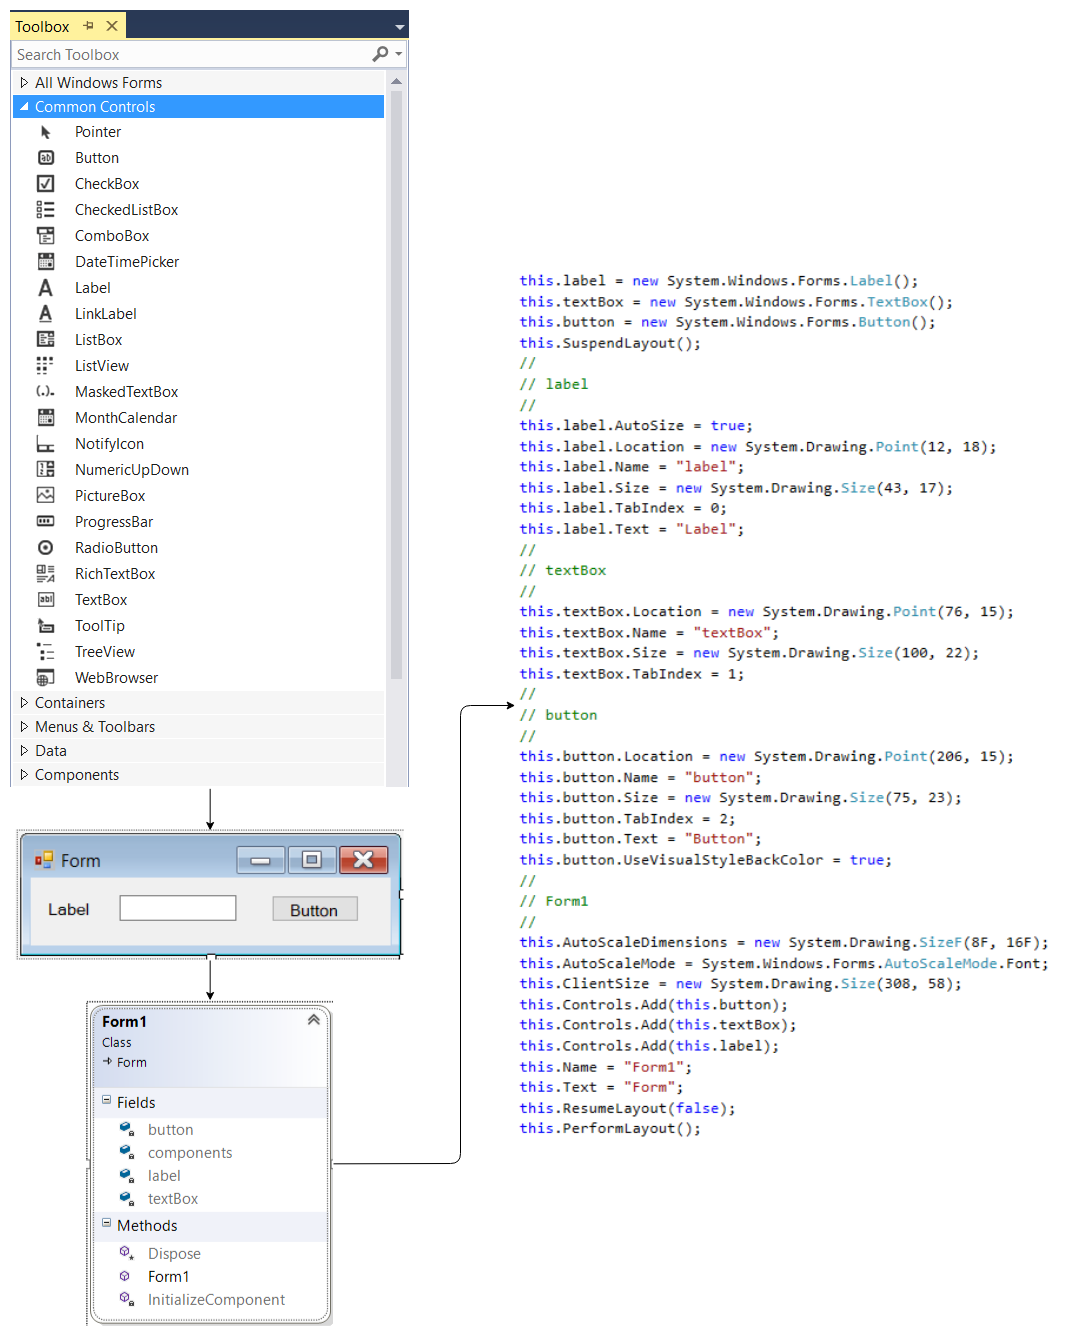 Toolbox
Search Toolbox
All Windows Forms
Common Controls
Pointer
Button
CheckBox
CheckedListBox
ComboBox
DateTimePicker
Label
LinkLabel
ListBox
ListView
MaskedTextBox
MonthCalendar
NotifyIcon
NumericUpDown
PictureBox
ProgressBar
RadioButton
RichTextBox
TextBox
ToolTip
TreeView
WebBrowser
Containers
Menus & Toolbars
Data
Components
Form
Label
Button
Form1
Class
Form
Fields
button
components
label
textBox
Methods
Dispose
Form1
InitializeComponent
this.label = new System.Windows.Forms.Label();
this.textBox = new System.Windows.Forms.TextBox();
this.button = new System.Windows.Forms.Button();
this.SuspendLayout();
//
// label
//
this.label.AutoSize = true;
this.label.Location = new System.Drawing.Point(12, 18);
this.label.Name = "label";
this.label.Size = new System.Drawing.Size(43, 17);
this.label.TabIndex = 0;
this.label.Text = "Label";
//
// textBox
//
this.textBox.Location = new System.Drawing.Point(76, 15);
this.textBox.Name = "textBox";
this.textBox.Size = new System.Drawing.Size(100, 22);
this.textBox.TabIndex = 1;
//
// button
//
this.button.Location = new System.Drawing.Point(206, 15);
this.button.Name = "button";
this.button.Size = new System.Drawing.Size(75, 23);
this.button.TabIndex = 2;
this.button.Text = "Button";
this.button.UseVisualStyleBackColor = true;
//
// Form1
//
this.AutoScaleDimensions = new System.Drawing.SizeF(8F, 16F);
this.AutoScaleMode = System.Windows.Forms.AutoScaleMode.Font;
this.ClientSize = new System.Drawing.Size(308, 58);
this.Controls.Add(this.button);
this.Controls.Add(this.textBox);
this.Controls.Add(this.label);
this.Name = "Form1";
this.Text = "Form";
this.ResumeLayout(false);
this.PerformLayout();